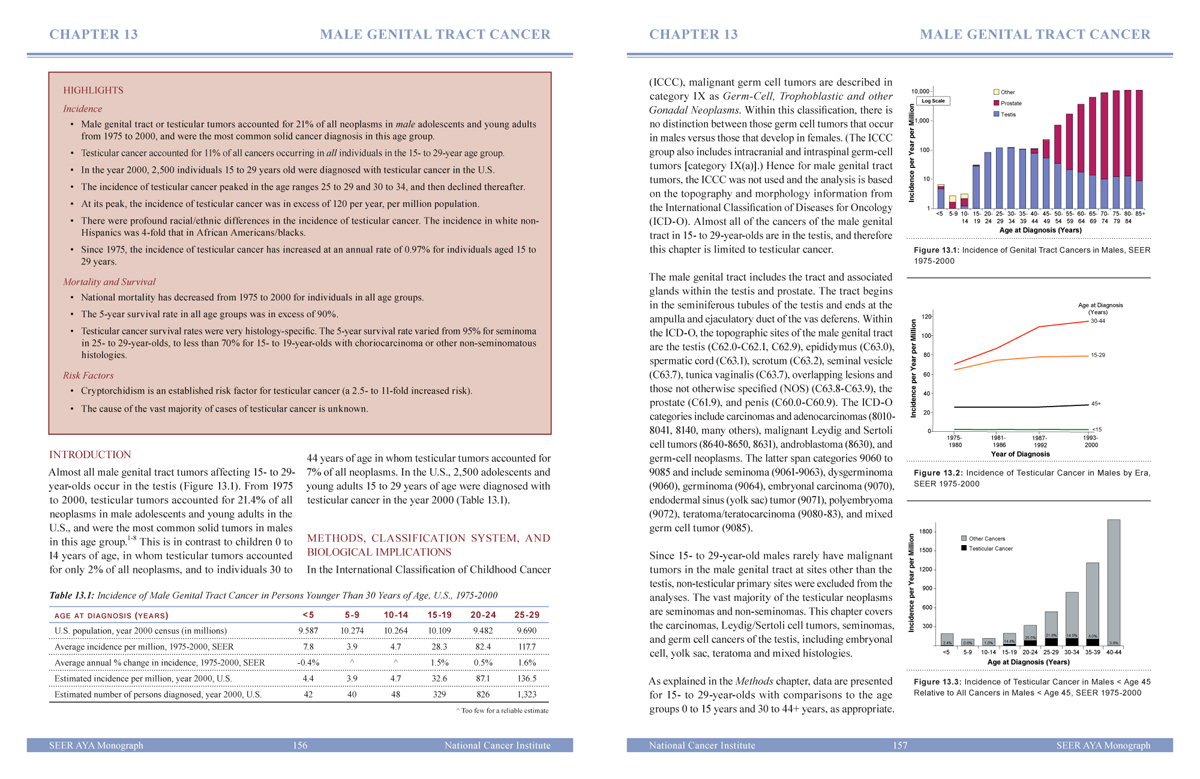 CHAPTER 13 MALE GENITAL TRACT CANCER
HIGHLIGHTS
Incidence
• Male genital tract or testicular tumors accounted for 21% of all neoplasms in male adolescents and young adults
from 1975 to 2000, and were the most common solid cancer diagnosis in this age group.
• Testicular cancer accounted for 11% of all cancers occurring in all individuals in the 15- to 29-year age group.
• In the year 2000, 2,500 individuals 15 to 29 years old were diagnosed with testicular cancer in the U.S.
• The incidence of testicular cancer peaked in the age ranges 25 to 29 and 30 to 34, and then declined thereafter.
• At its peak, the incidence of testicular cancer was in excess of 120 per year, per million population.
• There were profound racial/ethnic differences in the incidence of testicular cancer. The incidence in white non-
Hispanics was 4-fold that in African Americans/blacks.
• Since 1975, the incidence of testicular cancer has increased at an annual rate of 0.97% for individuals aged 15 to
29 years.
Mortality and Survival
• National mortality has decreased from 1975 to 2000 for individuals in all age groups.
• The 5-year survival rate in all age groups was in excess of 90%.
• Testicular cancer survival rates were very histology-specific. The 5-year survival rate varied from 95% for seminoma
in 25- to 29-year-olds, to less than 70% for 15- to 19-year-olds with choriocarcinoma or other non-seminomatous
histologies.
Risk Factors
• Cryptorchidism is an established risk factor for testicular cancer (a 2.5- to 11-fold increased risk).
• The cause of the vast majority of cases of testicular cancer is unknown.
INTRODUCTION
Almost all male genital tract tumors affecting 15- to 29-
year-olds occur in the testis (Figure 13.1). From 1975
to 2000, testicular tumors accounted for 21.4% of all
neoplasms in male adolescents and young adults in the
U.S., and were the most common solid tumors in males
in this age group.1-8 This is in contrast to children 0 to
14 years of age, in whom testicular tumors accounted
for only 2% of all neoplasms, and to individuals 30 to
44 years of age in whom testicular tumors accounted for
7% of all neoplasms. In the U.S., 2,500 adolescents and
young adults 15 to 29 years of age were diagnosed with
testicular cancer in the year 2000 (Table 13.1).
METHODS, CLASSIFICATION SYSTEM, AND
BIOLOGICAL IMPLICATIONS
In the International Classification of Childhood Cancer
Table 13.1: Incidence of Male Genital Tract Cancer in Persons Younger Than 30 Years of Age, U.S., 1975-2000
AGE AT DIAGNOSIS (YEARS) <5 5-9 10-14 15-19 20-24 25-29
U.S. population, year 2000 census (in millions) 9.587 10.274 10.264 10.109 9.482 9.690
Average incidence per million, 1975-2000, SEER 7.8 3.9 4.7 28.3 82.4 117.7
Average annual % change in incidence, 1975-2000, SEER -0.4% ^ ^ 1.5% 0.5% 1.6%
Estimated incidence per million, year 2000, U.S. 4.4 3.9 4.7 32.6 87.1 136.5
Estimated number of persons diagnosed, year 2000, U.S. 42 40 48 329 826 1,323
^ Too few for a reliable estimate
SEER AYA Monograph 156 National Cancer Institute
CHAPTER 13 MALE GENITAL TRACT CANCER
(ICCC), malignant germ cell tumors are described in
category IX as Germ-Cell, Trophoblastic and other
Gonadal Neoplasms. Within this classification, there is
no distinction between those germ cell tumors that occur
in males versus those that develop in females. (The ICCC
group also includes intracranial and intraspinal germ-cell
tumors [category IX(a)].) Hence for male genital tract
tumors, the ICCC was not used and the analysis is based
on the topography and morphology information from
the International Classification of Diseases for Oncology
(ICD-O). Almost all of the cancers of the male genital
tract in 15- to 29-year-olds are in the testis, and therefore
this chapter is limited to testicular cancer.
The male genital tract includes the tract and associated
glands within the testis and prostate. The tract begins
in the seminiferous tubules of the testis and ends at the
ampulla and ejaculatory duct of the vas deferens. Within
the ICD-O, the topographic sites of the male genital tract
are the testis (C62.0-C62.1, C62.9), epididymus (C63.0),
spermatic cord (C63.1), scrotum (C63.2), seminal vesicle
(C63.7), tunica vaginalis (C63.7), overlapping lesions and
those not otherwise specified (NOS) (C63.8-C63.9), the
prostate (C61.9), and penis (C60.0-C60.9). The ICD-O
categories include carcinomas and adenocarcinomas (8010-
8041, 8140, many others), malignant Leydig and Sertoli
cell tumors (8640-8650, 8631), androblastoma (8630), and
germ-cell neoplasms. The latter span categories 9060 to
9085 and include seminoma (9061-9063), dysgerminoma
(9060), germinoma (9064), embryonal carcinoma (9070),
endodermal sinus (yolk sac) tumor (9071), polyembryoma
(9072), teratoma/teratocarcinoma (9080-83), and mixed
germ cell tumor (9085).
Since 15- to 29-year-old males rarely have malignant
tumors in the male genital tract at sites other than the
testis, non-testicular primary sites were excluded from the
analyses. The vast majority of the testicular neoplasms
are seminomas and non-seminomas. This chapter covers
the carcinomas, Leydig/Sertoli cell tumors, seminomas,
and germ cell cancers of the testis, including embryonal
cell, yolk sac, teratoma and mixed histologies.
As explained in the Methods chapter, data are presented
for 15- to 29-year-olds with comparisons to the age
groups 0 to 15 years and 30 to 44+ years, as appropriate.
10,000
Log Scale
1,000
100
10
1
Incidence per Year per Million
Other
Prostate
Testis
<5 5-9 10-14 15-19 20-24 25-29 30-34 35-39 40-44 45-49 50-54 55-59 60-64 65-69 70-74 75-79 80-84 85+
Age at Diagnosis (Years)
Figure 13.1: Incidence of Genital Tract Cancers in Males, SEER
1975-2000
Incidence per Year per Million
120
100
80
60
40
20
0
Age at Diagnosis
(Years)
30-44
15-29
45+
<15
1975-1980 1981-1986 1987-1992 1993-2000
Year of Diagnosis
Figure 13.2: Incidence of Testicular Cancer in Males by Era,
SEER 1975-2000
Incidence per Year per Million
1800
1500
1200
900
600
300
Other Cancers
Testicular Cancer
<5 5-9 10-14 15-19 20-24 25-29 30-34 35-39 40-44
Age at Diagnosis (Years)
Figure 13.3: Incidence of Testicular Cancer in Males < Age 45
Relative to All Cancers in Males < Age 45, SEER 1975-2000
National Cancer Institute 157 SEER AYA Monograph